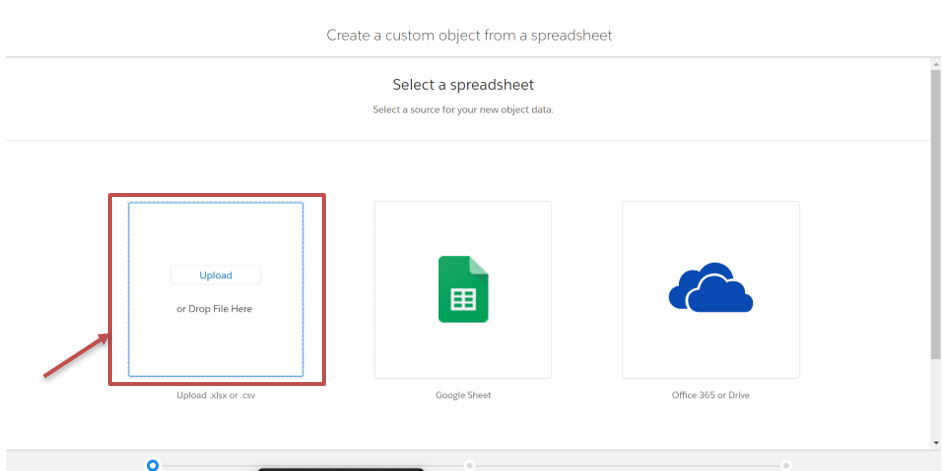 Create a custom object from a spreadsheet
Select a spreadsheet
Select a source for your new object data.
Upload
or Drop File Here
Upload .xlsx or .csv
Google Sheet
Office 365 or Drive